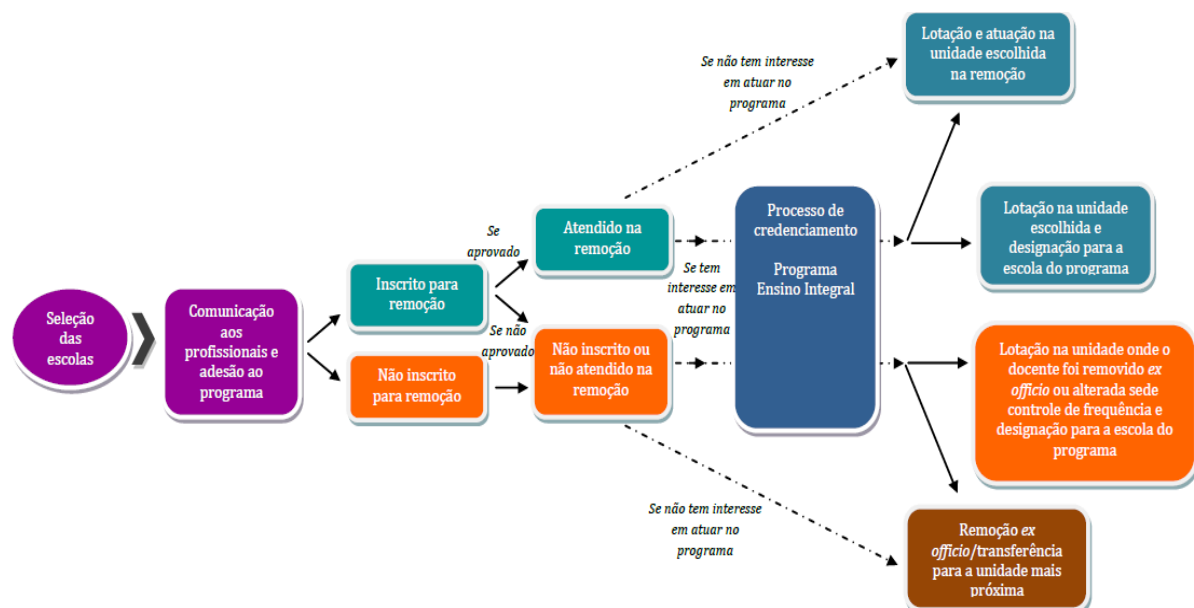 Seleção
das
escolas
Comunicação
aos
profissionais e
adesão ao
programa
Inscrito para
remoção
Não inscrito
para remoção
Se
aprovado
Se não
aprovado
Atendido na
remoção
Não inscrito ou
não atendido na
remoção
Se não tem interesse
em atuar no
programa
Se tem
interesse em
atuar no
programa
Se não tem interesse
em atuar no
programa
Processo de
credenciamento
Programa
Ensino Integral
Lotação e atuação na
unidade escolhida
na remoção
Lotação na unidade
escolhida e
designação para a
escola do programa
Lotação na unidade onde o
docente foi removido ex
officio ou alterada sede
controle de frequência e
designação para a escola do
programa
Remoção ex
officio/transferência
para a unidade mais
próxima